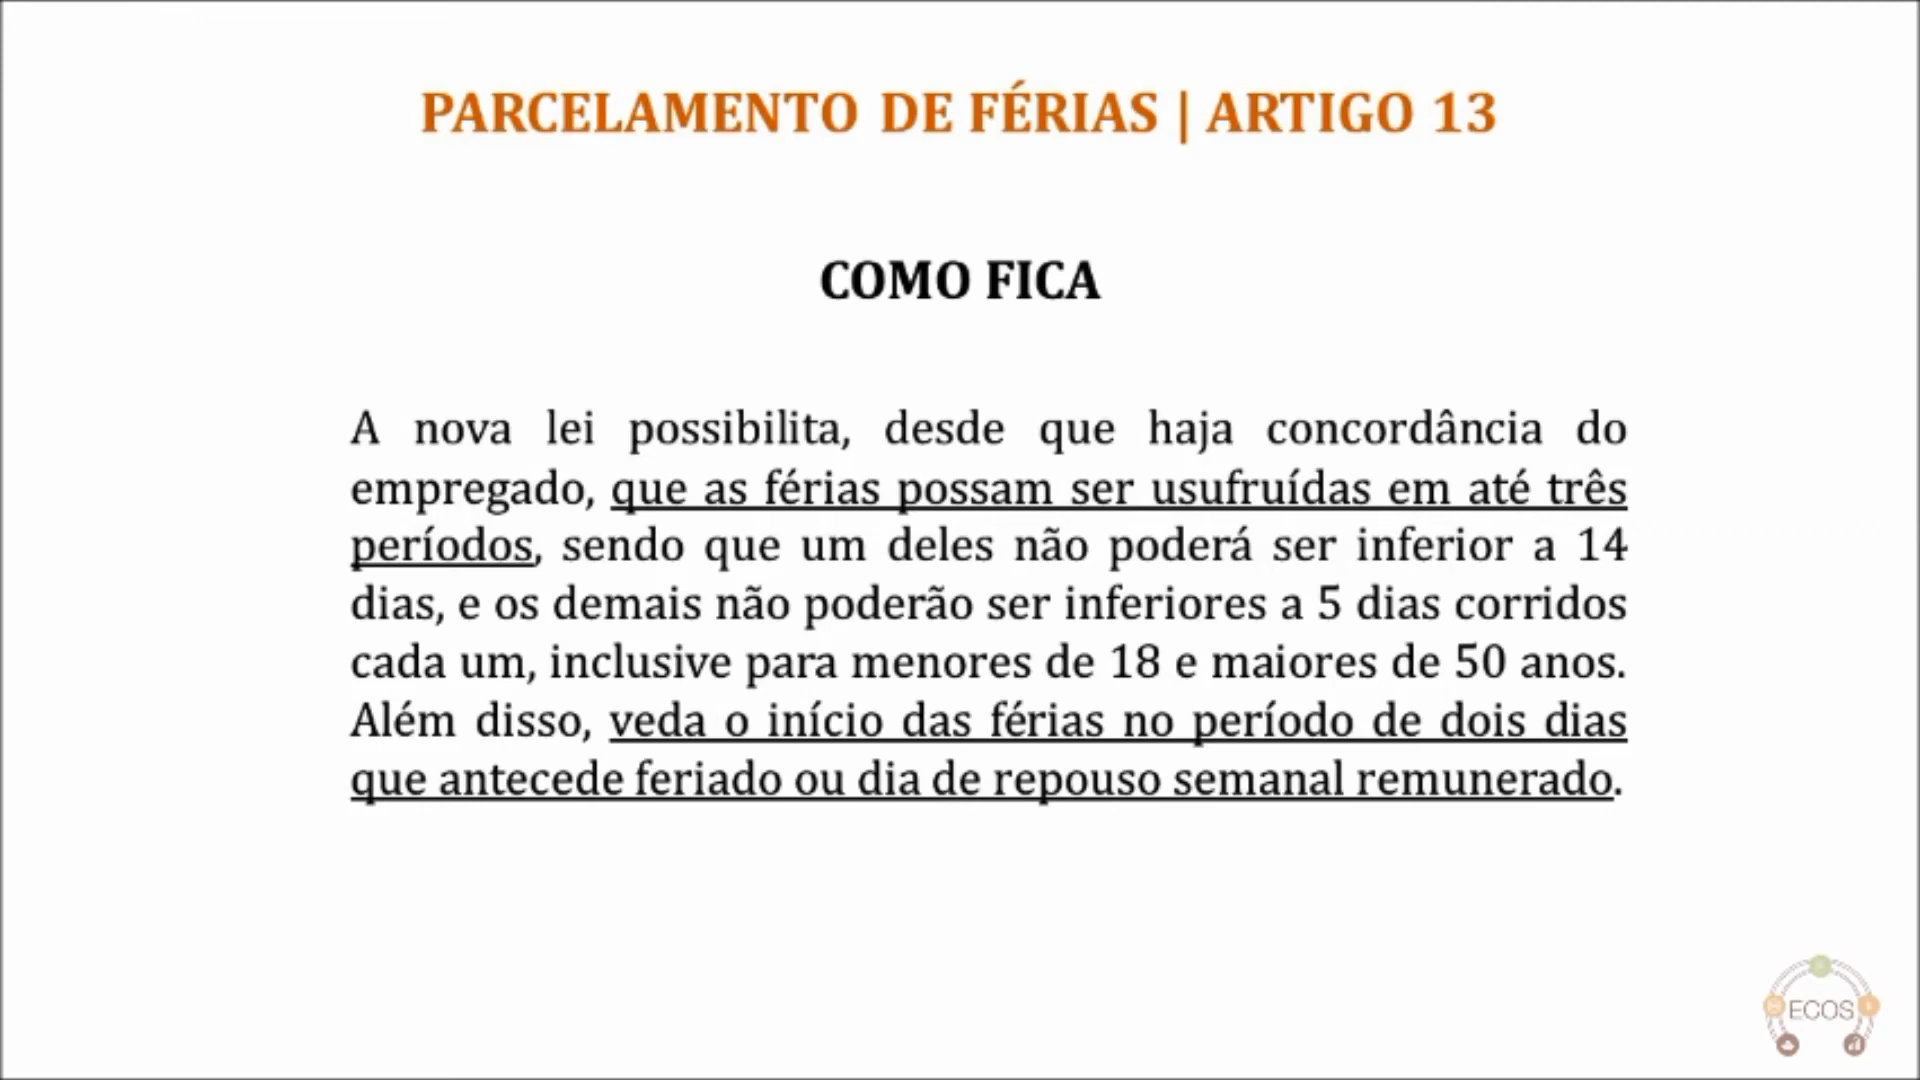 PARCELAMENTO DE FÉRIAS | ARTIGO 13
COMO FICA
A nova lei possibilita, desde que haja concordância do
empregado, que as férias possam ser usufruídas em até três
períodos, sendo que um deles não poderá ser inferior a 14
dias, e os demais não poderão ser inferiores a 5 dias corridos
cada um, inclusive para menores de 18 e maiores de 50 anos.
Além disso, veda o início das férias no período de dois dias
que antecede feriado ou dia de repouso semanal remunerado.
ECOS